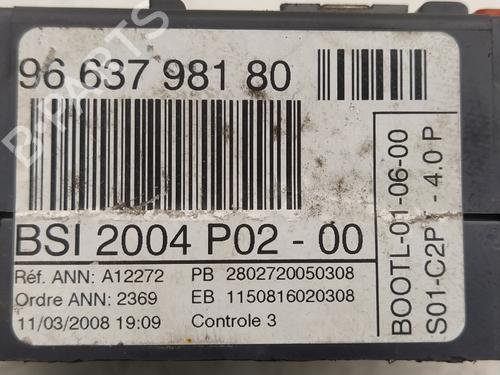 96 637 981 80
BSI 2004 P02 - 00
Réf. ANN: A12272 PB 2802720050308
Ordre ANN: 2369 EB 1150816020308
11/03/2008 19:09 Controle 3
BOOTL-01-06-00
S01-C2P - 4.0 P
B-PARTS